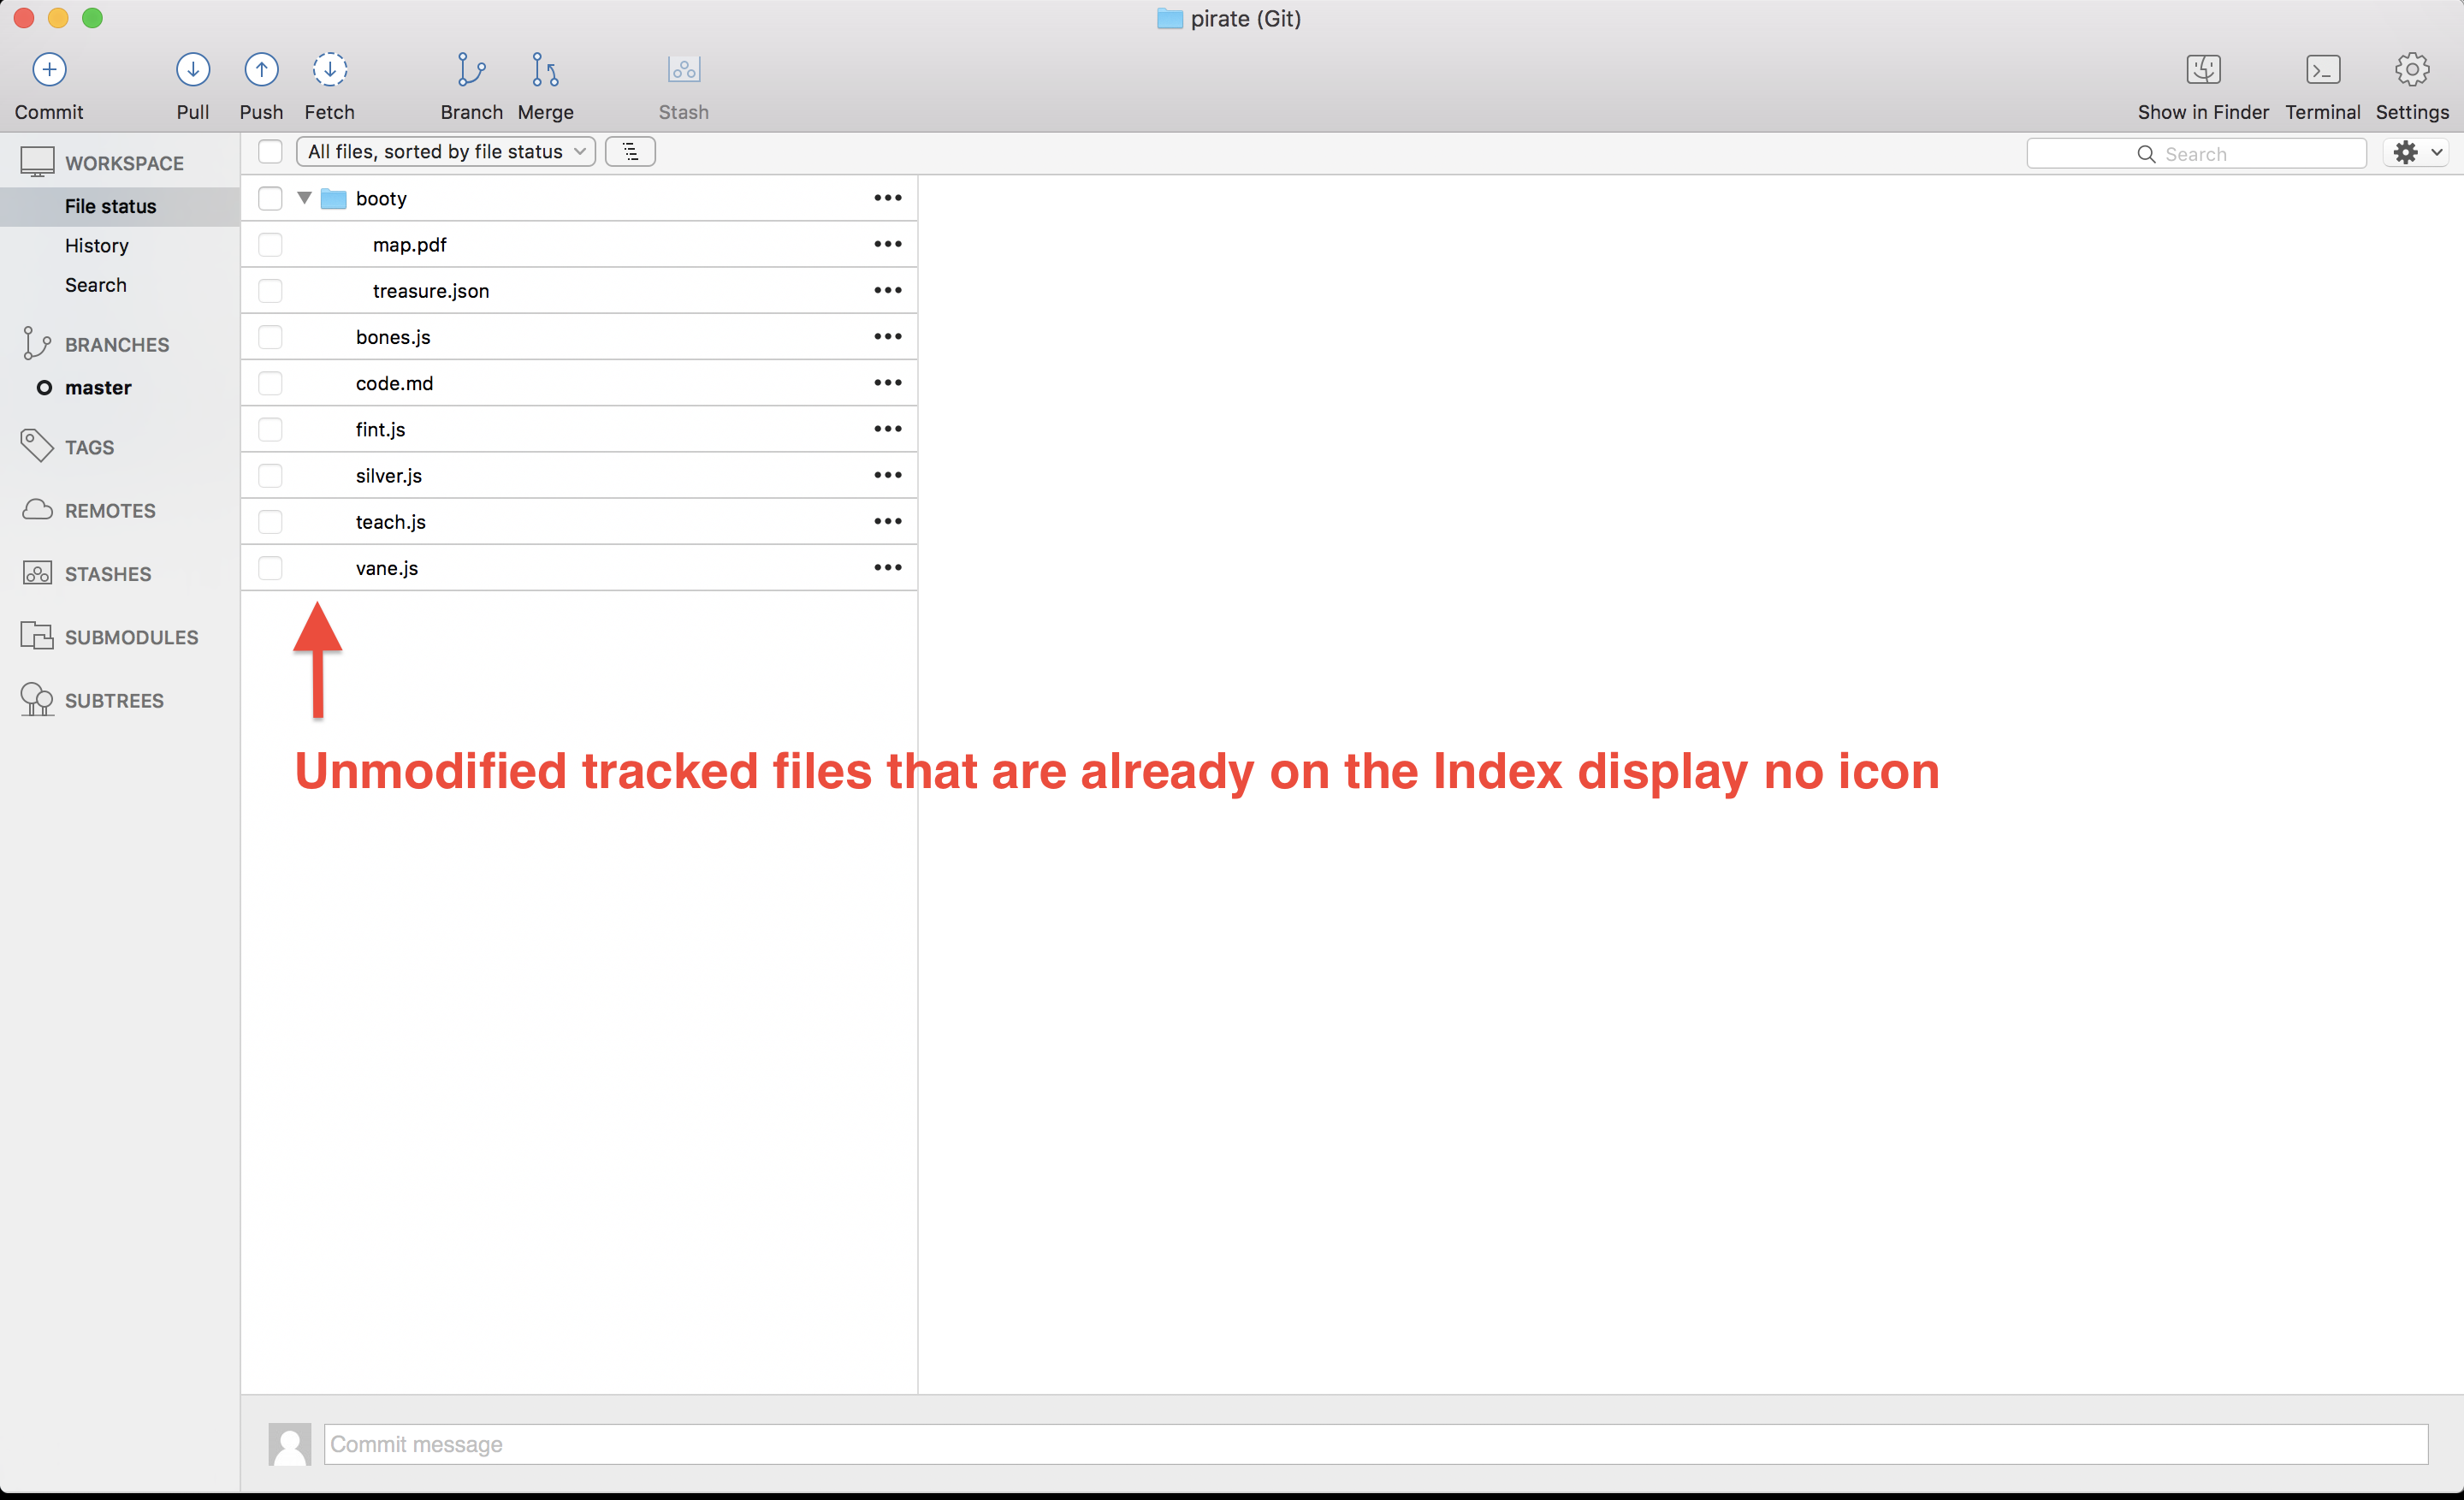 pirate (Git)
Commit
Pull
Push
Fetch
Branch
Merge
Stash
Show in Finder
Terminal
Settings
WORKSPACE
File status
History
Search
BRANCHES
master
TAGS
REMOTES
STASHES
SUBMODULES
SUBTREES
All files, sorted by file status
Search
booty
map.pdf
treasure.json
bones.js
code.md
fint.js
silver.js
teach.js
vane.js
Unmodified tracked files that are already on the Index display no icon
Commit message